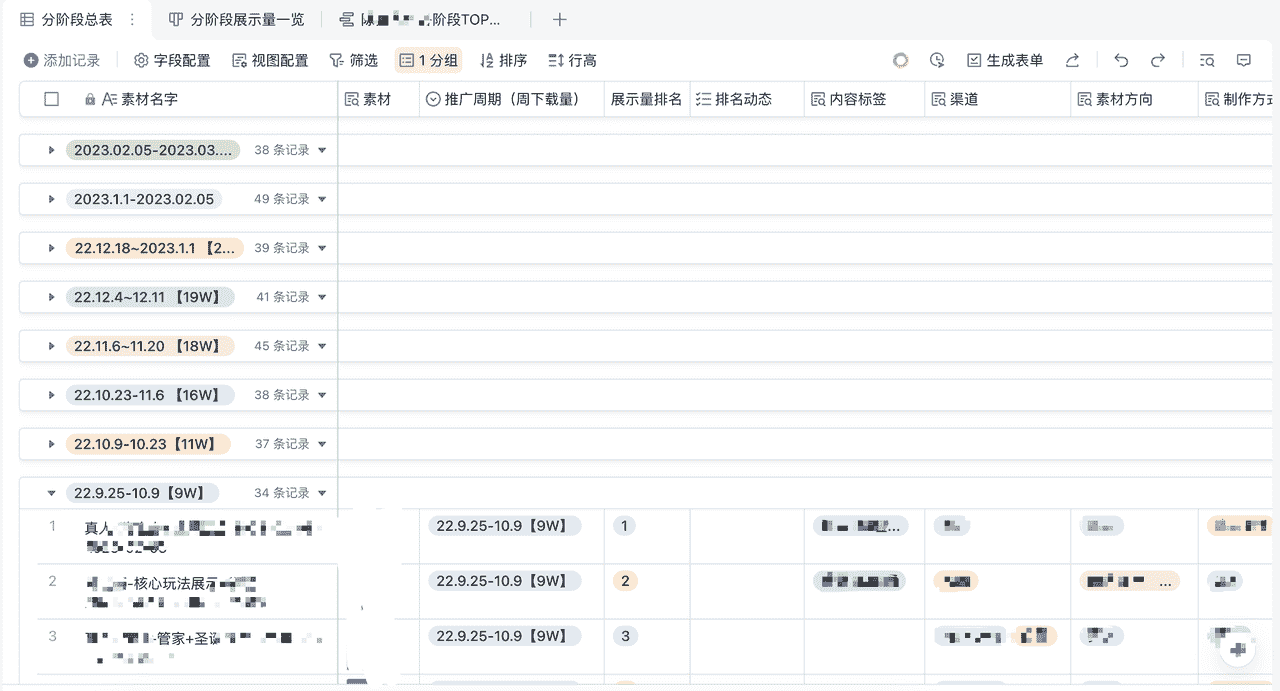 分阶段总表 分阶段展示量一览 阶段TOP...
添加记录 字段配置 视图配置 筛选 1 分组 排序 行高 生成表单
素材名字 素材 推广周期（周下载量） 展示量排名 排名动态 内容标签 渠道 素材方向 制作方式
2023.02.05-2023.03.... 38 条记录
2023.1.1-2023.02.05 49 条记录
22.12.18~2023.1.1 【2... 39 条记录
22.12.4~12.11 【19W】 41 条记录
22.11.6~11.20 【18W】 45 条记录
22.10.23-11.6 【16W】 38 条记录
22.10.9-10.23【11W】 37 条记录
22.9.25-10.9【9W】 34 条记录
1 真人 22.9.25-10.9【9W】 1
2 -核心玩法展示 22.9.25-10.9【9W】 2
3 -管家+圣诞 22.9.25-10.9【9W】 3